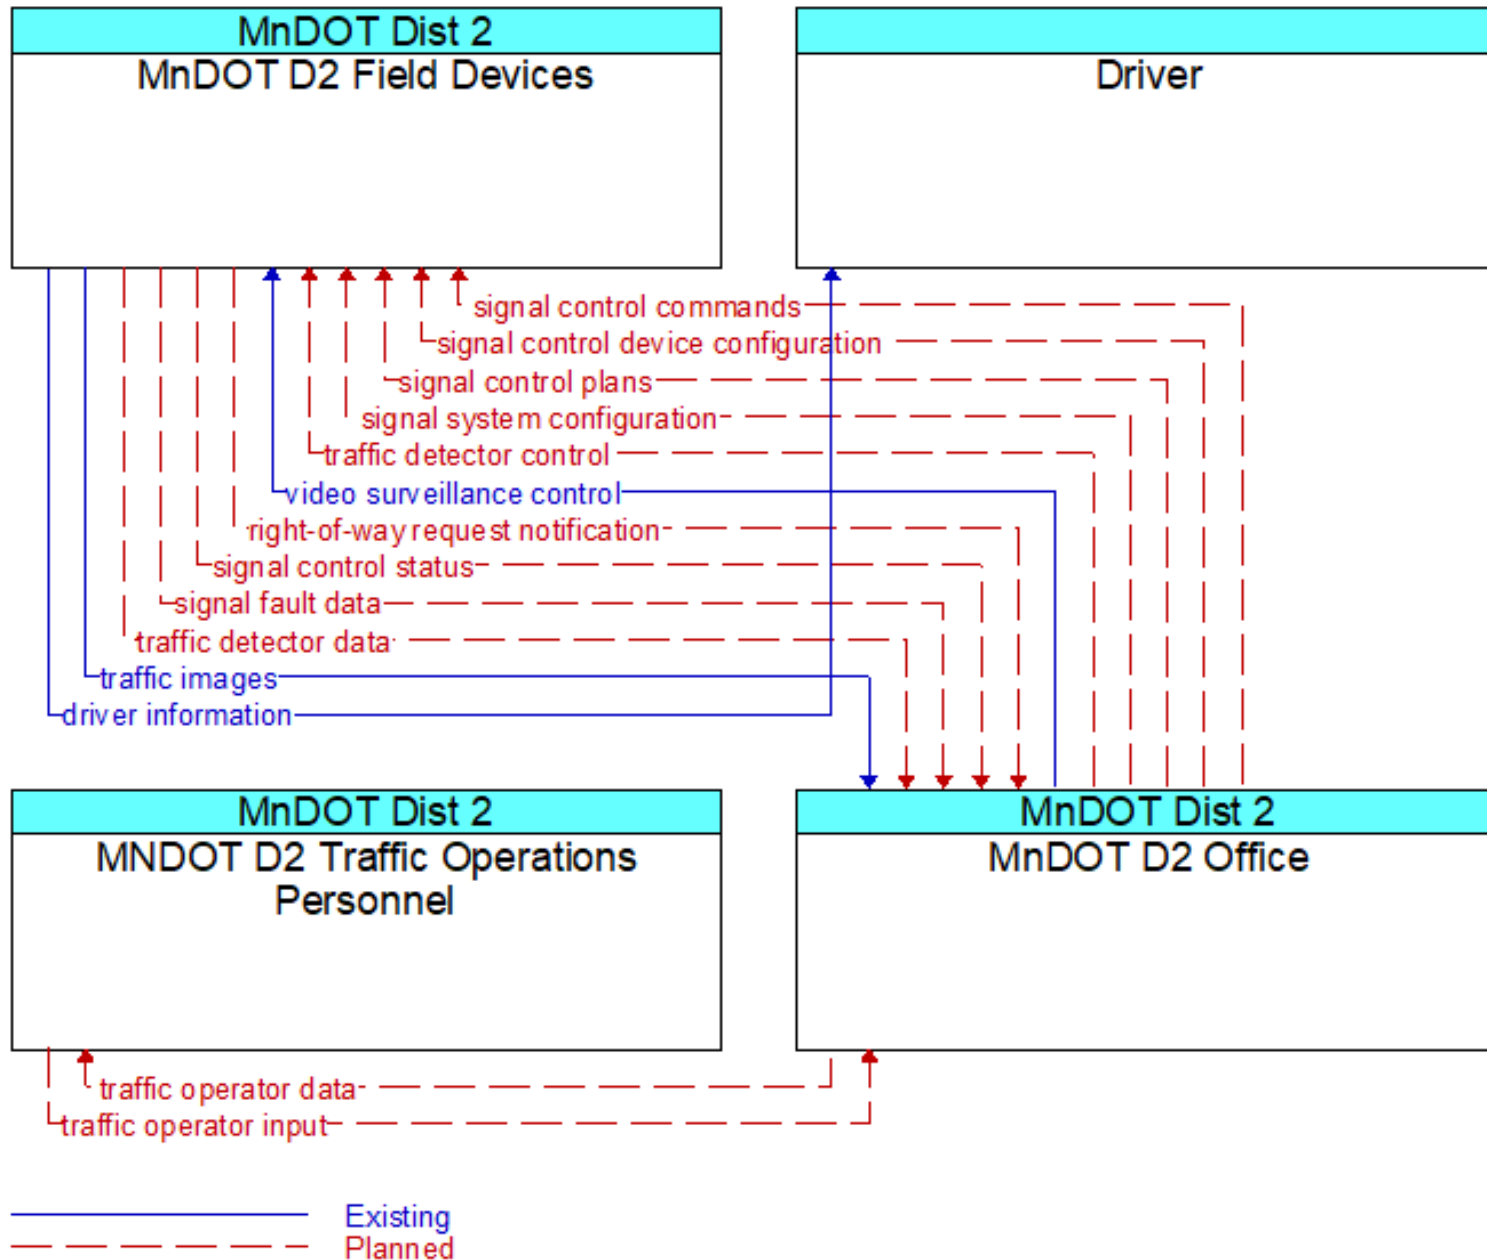 MnDOT Dist 2
MnDOT D2 Field Devices
Driver
signal control commands
signal control device configuration
signal control plans
signal system configuration
traffic detector control
video surveillance control
right-of-way request notification
signal control status
signal fault data
traffic detector data
traffic images
driver information
MnDOT Dist 2
MNDOT D2 Traffic Operations
Personnel
MnDOT Dist 2
MnDOT D2 Office
traffic operator data
traffic operator input
Existing
Planned